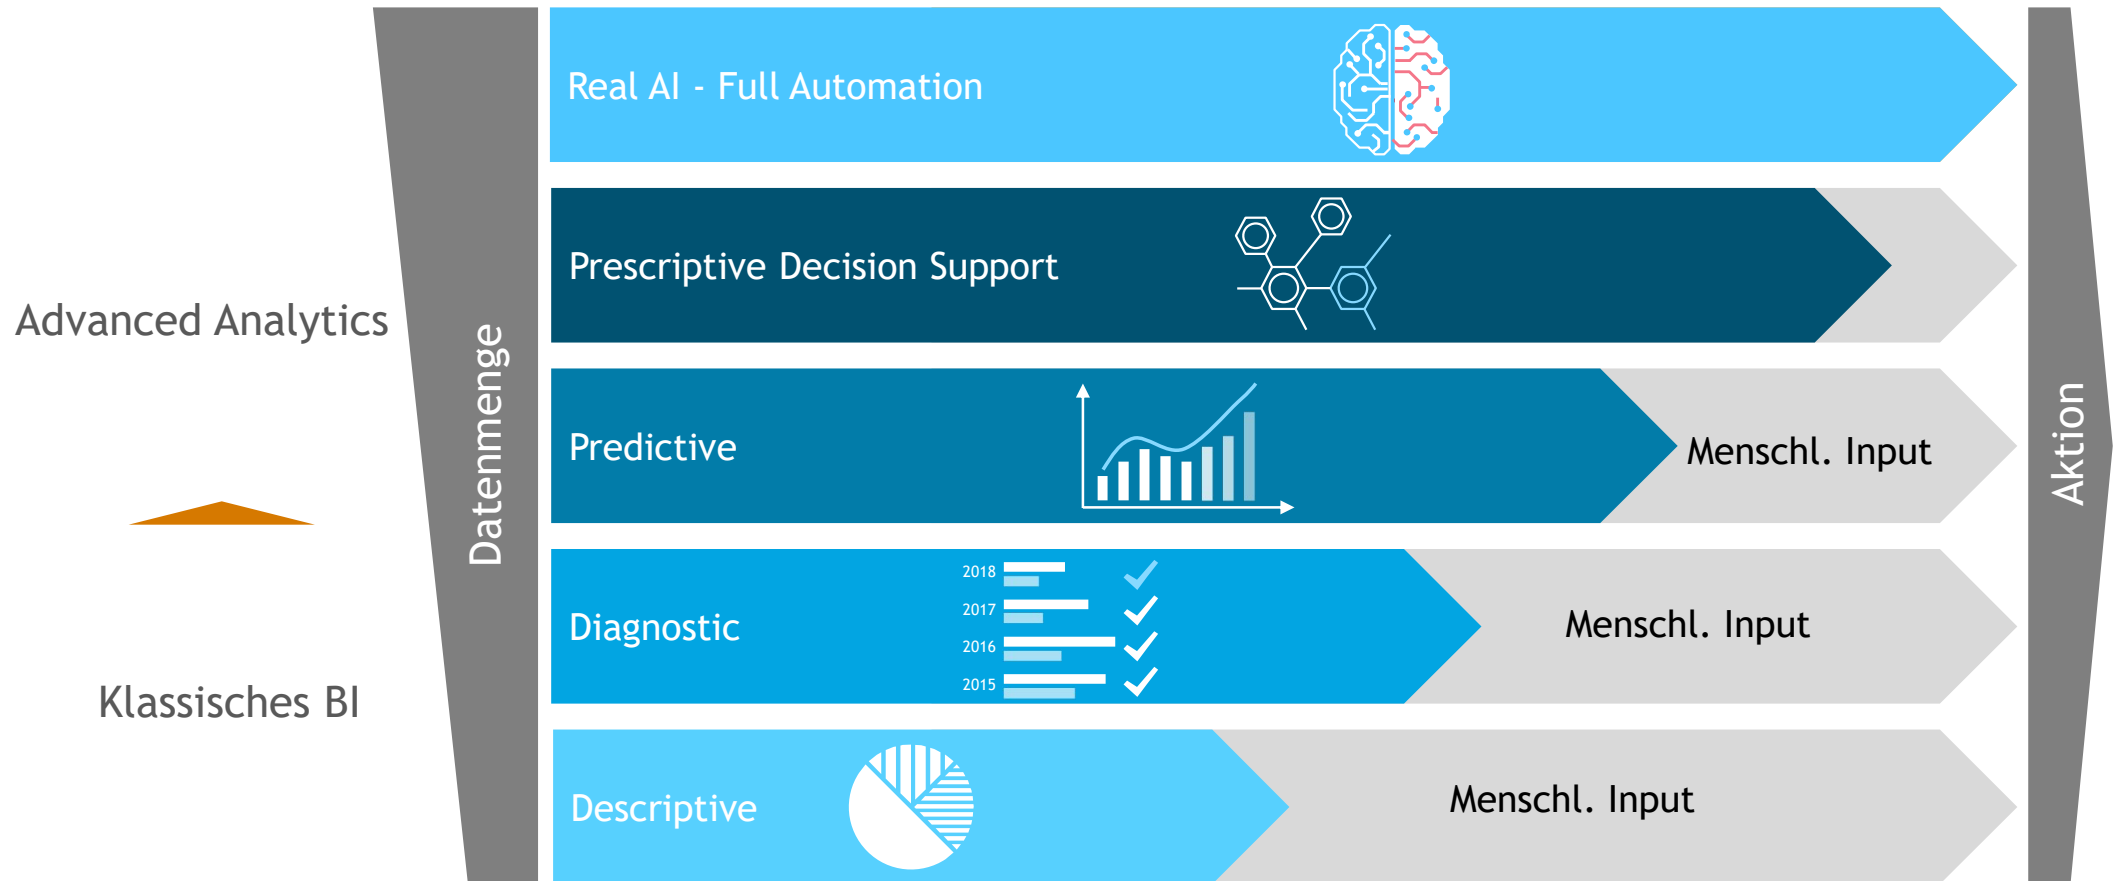 Real AI - Full Automation
Prescriptive Decision Support
Advanced Analytics
Datenmenge
Predictive
Menschl. Input
Aktion
2018
2017
Diagnostic
Menschl. Input
2016
2015
Klassisches BI
Descriptive
Menschl. Input